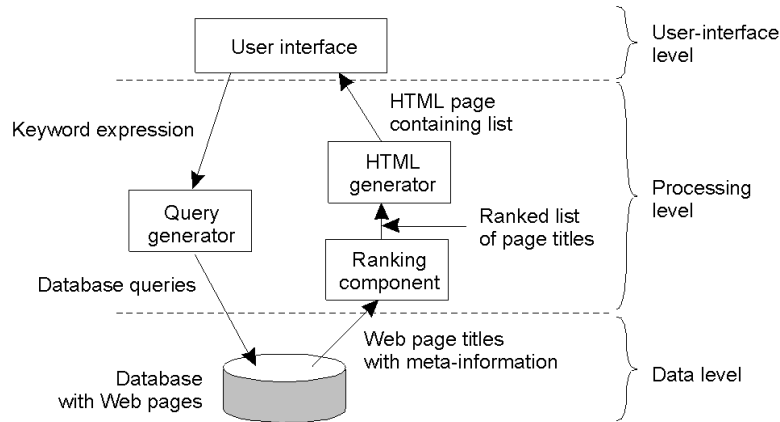 User interface
User-interface
level
Keyword expression
HTML page
containing list
HTML
generator
Processing
level
Query
generator
Ranked list
of page titles
Ranking
component
Database queries
Web page titles
with meta-information
Database
with Web pages
Data level